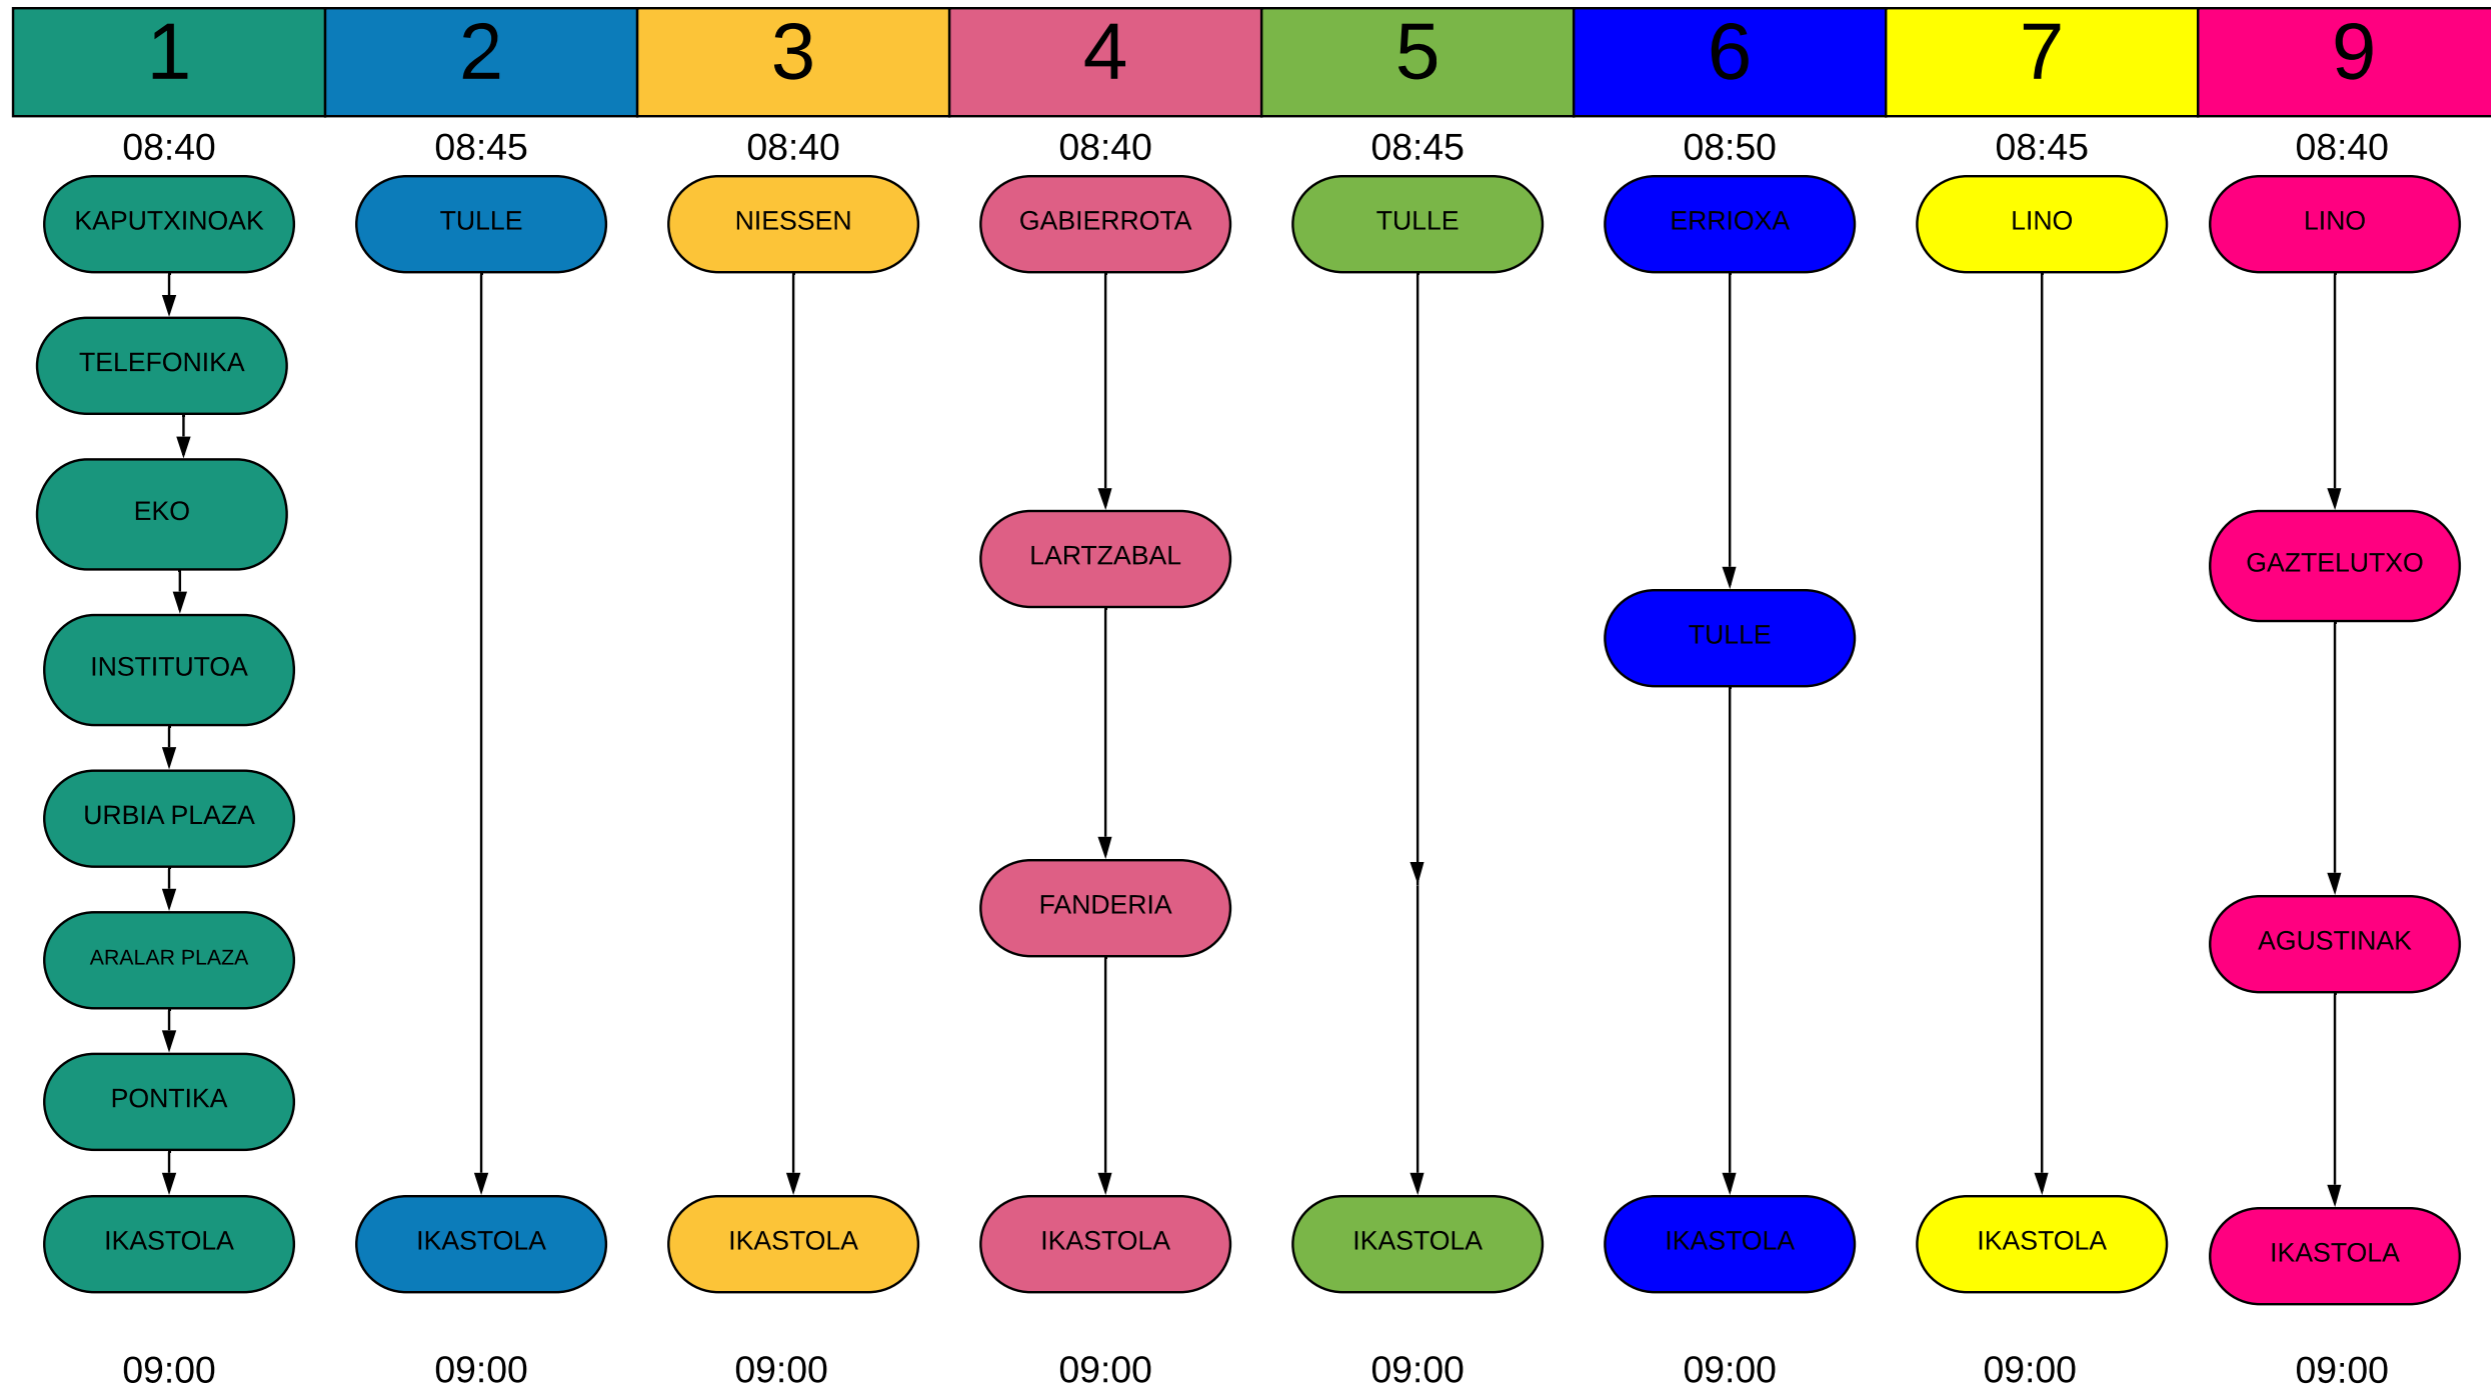 1 2 3 4 5 6 7 9
08:40 08:45 08:40 08:40 08:45 08:50 08:45 08:40
KAPUTXINOAK TULLE NIESSEN GABIERROTA TULLE ERRIOXA LINO LINO
TELEFONIKA
EKO
LARTZABAL GAZTELUTXO
TULLE
INSTITUTOA
URBIA PLAZA
FANDERIA
AGUSTINAK
ARALAR PLAZA
PONTIKA
IKASTOLA IKASTOLA IKASTOLA IKASTOLA IKASTOLA IKASTOLA IKASTOLA IKASTOLA
09:00 09:00 09:00 09:00 09:00 09:00 09:00 09:00